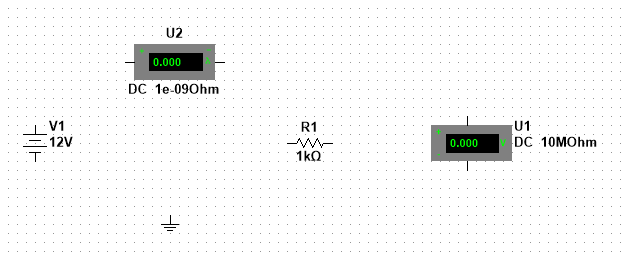 U2
0.000 A
DC 1e-09Ohm
V1
12V
R1
1kΩ
U1
0.000 V
DC 10MOhm